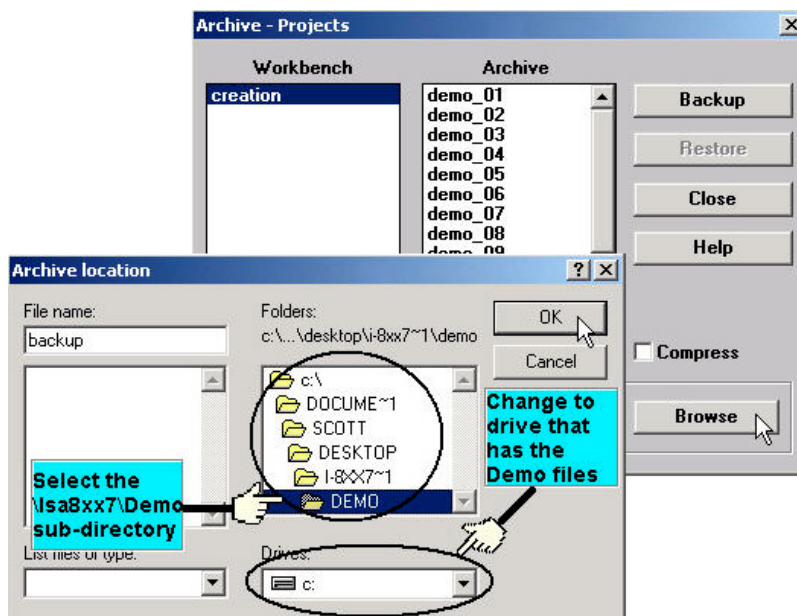 Archive - Projects
Workbench
Archive
creation
demo_01
demo_02
demo_03
demo_04
demo_05
demo_06
demo_07
demo_08
demo_09
Backup
Restore
Close
Help
Compress
Browse
Archive location
File name:
backup
Folders:
c:\...\desktop\i-8xx7~1\demo
c:\
DOCUME~1
SCOTT
DESKTOP
I-8XX7~1
DEMO
OK
Cancel
Change to
drive that
has the
Demo files
Select the
\Isa8xx7\Demo
sub-directory
List files of type:
Drives:
c: